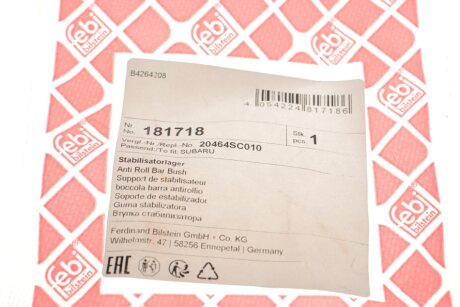 febi
bilstein
B4264208
4 054224 817186
Nr.
No. 181718
Stk.
pcs. 1
Vergl.-Nr./Repl.-No. 20464SC010
Passend/To fit: SUBARU
Stabilisatorlager
Anti Roll Bar Bush
Support de stabilisateur
boccola barra antirollio
Soporte de estabilizador
Guma stabilizatora
Втулка стабилизатора
Ferdinand Bilstein GmbH + Co. KG
Wilhelmstr. 47 | 58256 Ennepetal | Germany
EAC